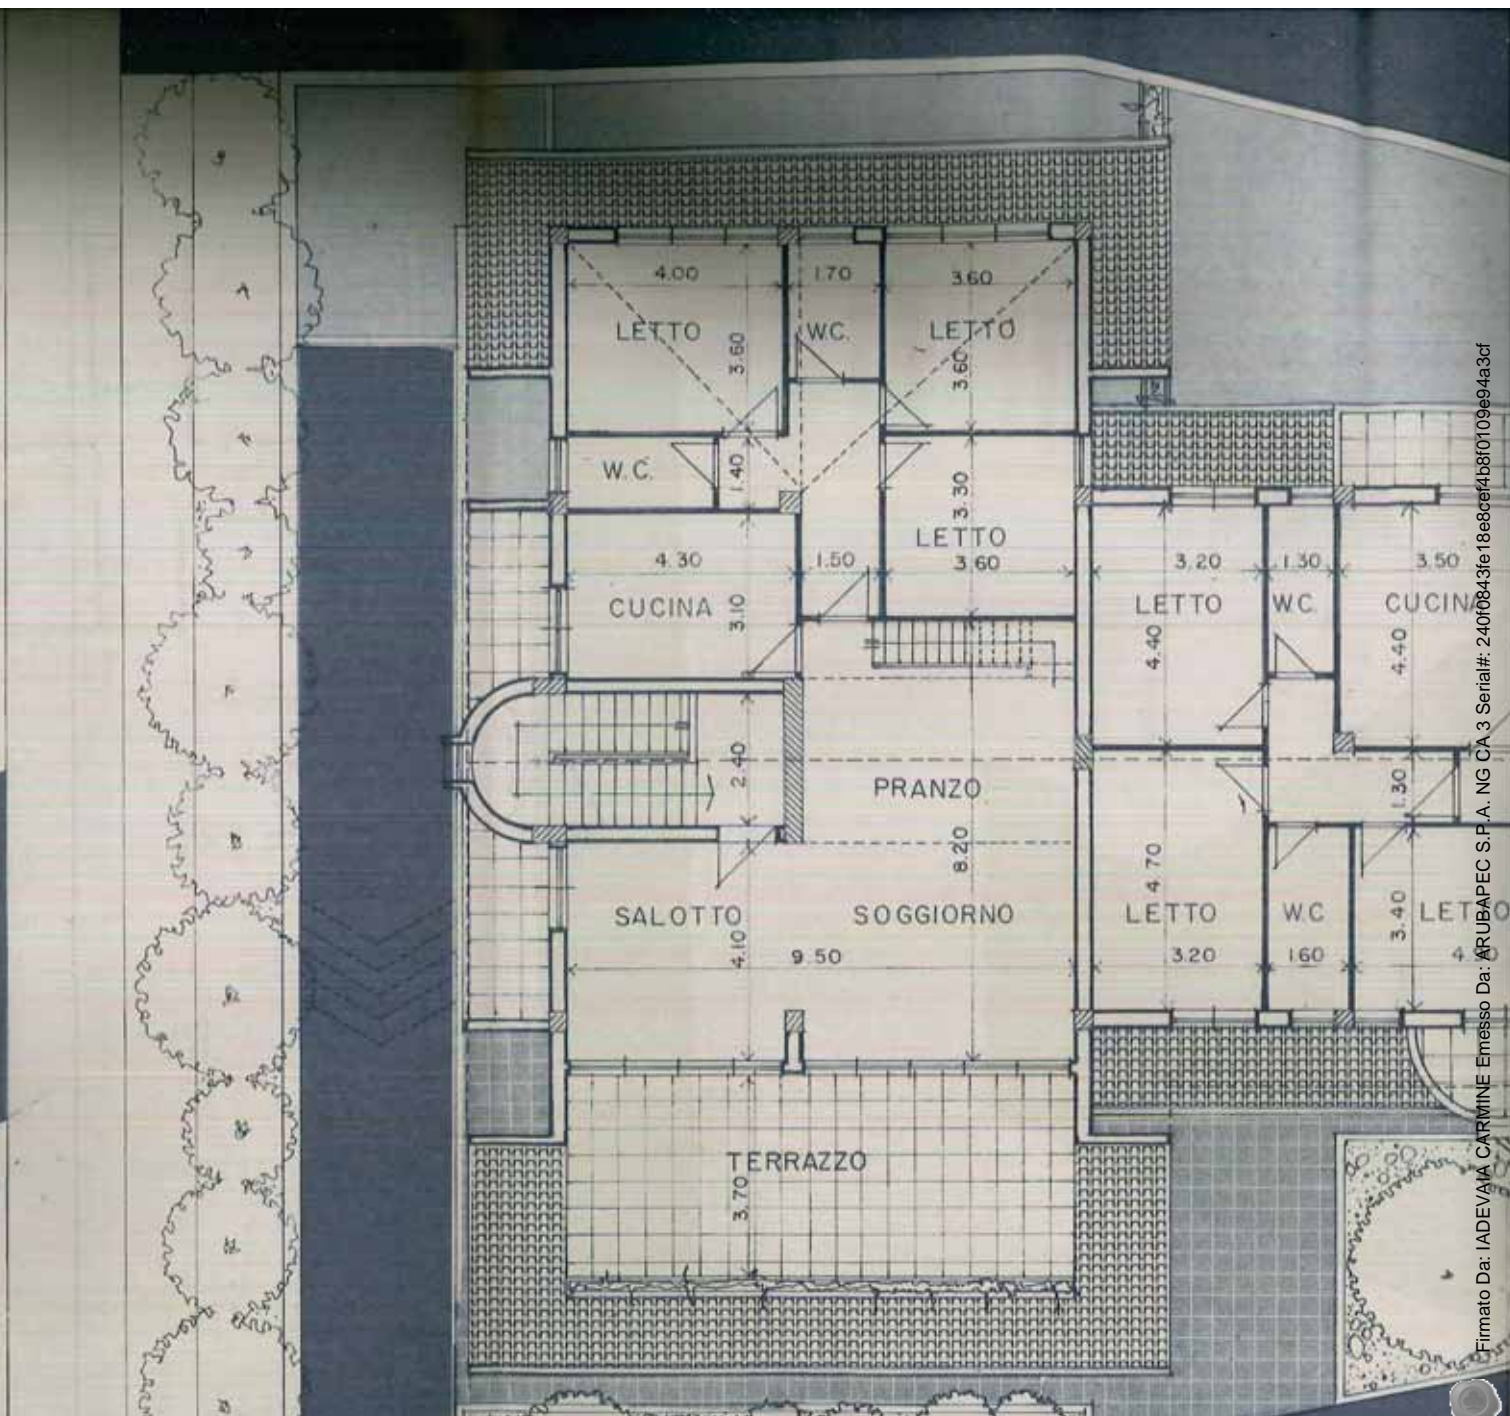 4.00
1.70
3.60
LETTO
W.C.
LETTO
3.60
3.60
W.C.
1.40
3.30
LETTO
4.30
1.50
3.60
3.20
1.30
3.50
CUCINA
3.10
LETTO
W.C.
CUCINA
4.40
4.40
2.40
PRANZO
1.30
8.20
4.70
SALOTTO
SOGGIORNO
LETTO
W.C
LETTO
3.40
4.10
9.50
3.20
1.60
TERRAZZO
3.70
Firmato Da: IADEVAIA CARMINE Emesso Da: ARUBAPEC S.P.A. NG CA 3 Serial#: 240f0843fe18e8cef4b8f0109e94a3cf